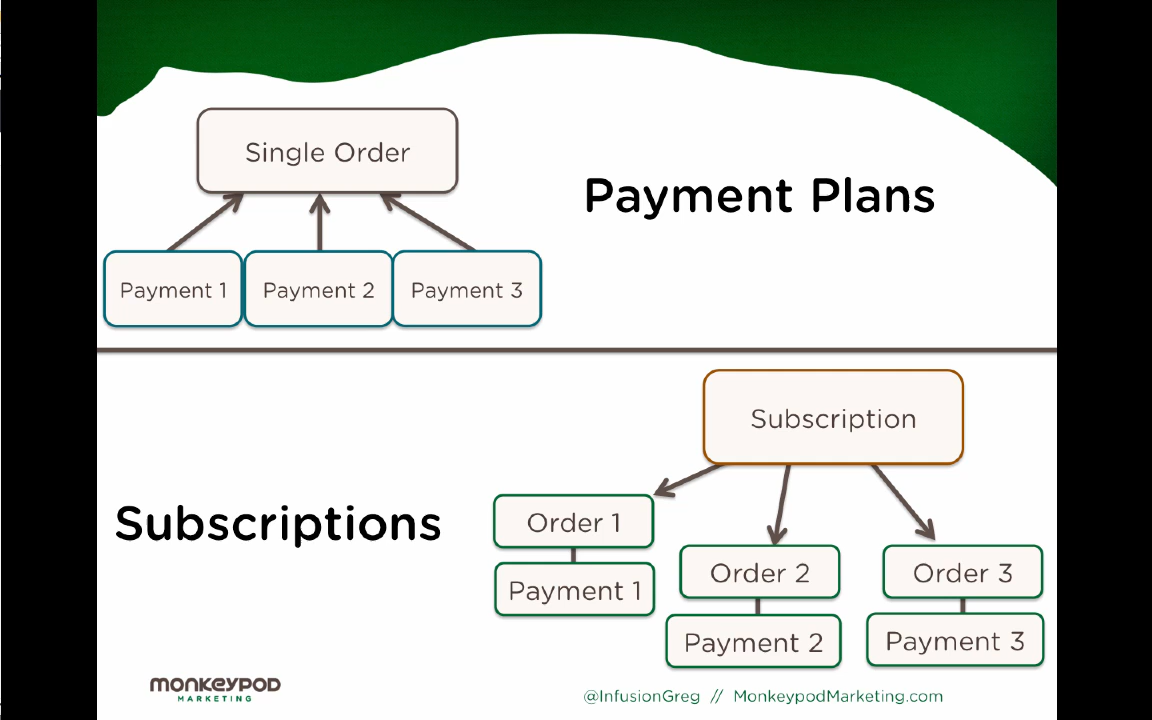 Single Order
Payment Plans
Payment 1
Payment 2
Payment 3
Subscription
Subscriptions
Order 1
Payment 1
Order 2
Payment 2
Order 3
Payment 3
monkeypod
MARKETING
@InfusionGreg // MonkeypodMarketing.com